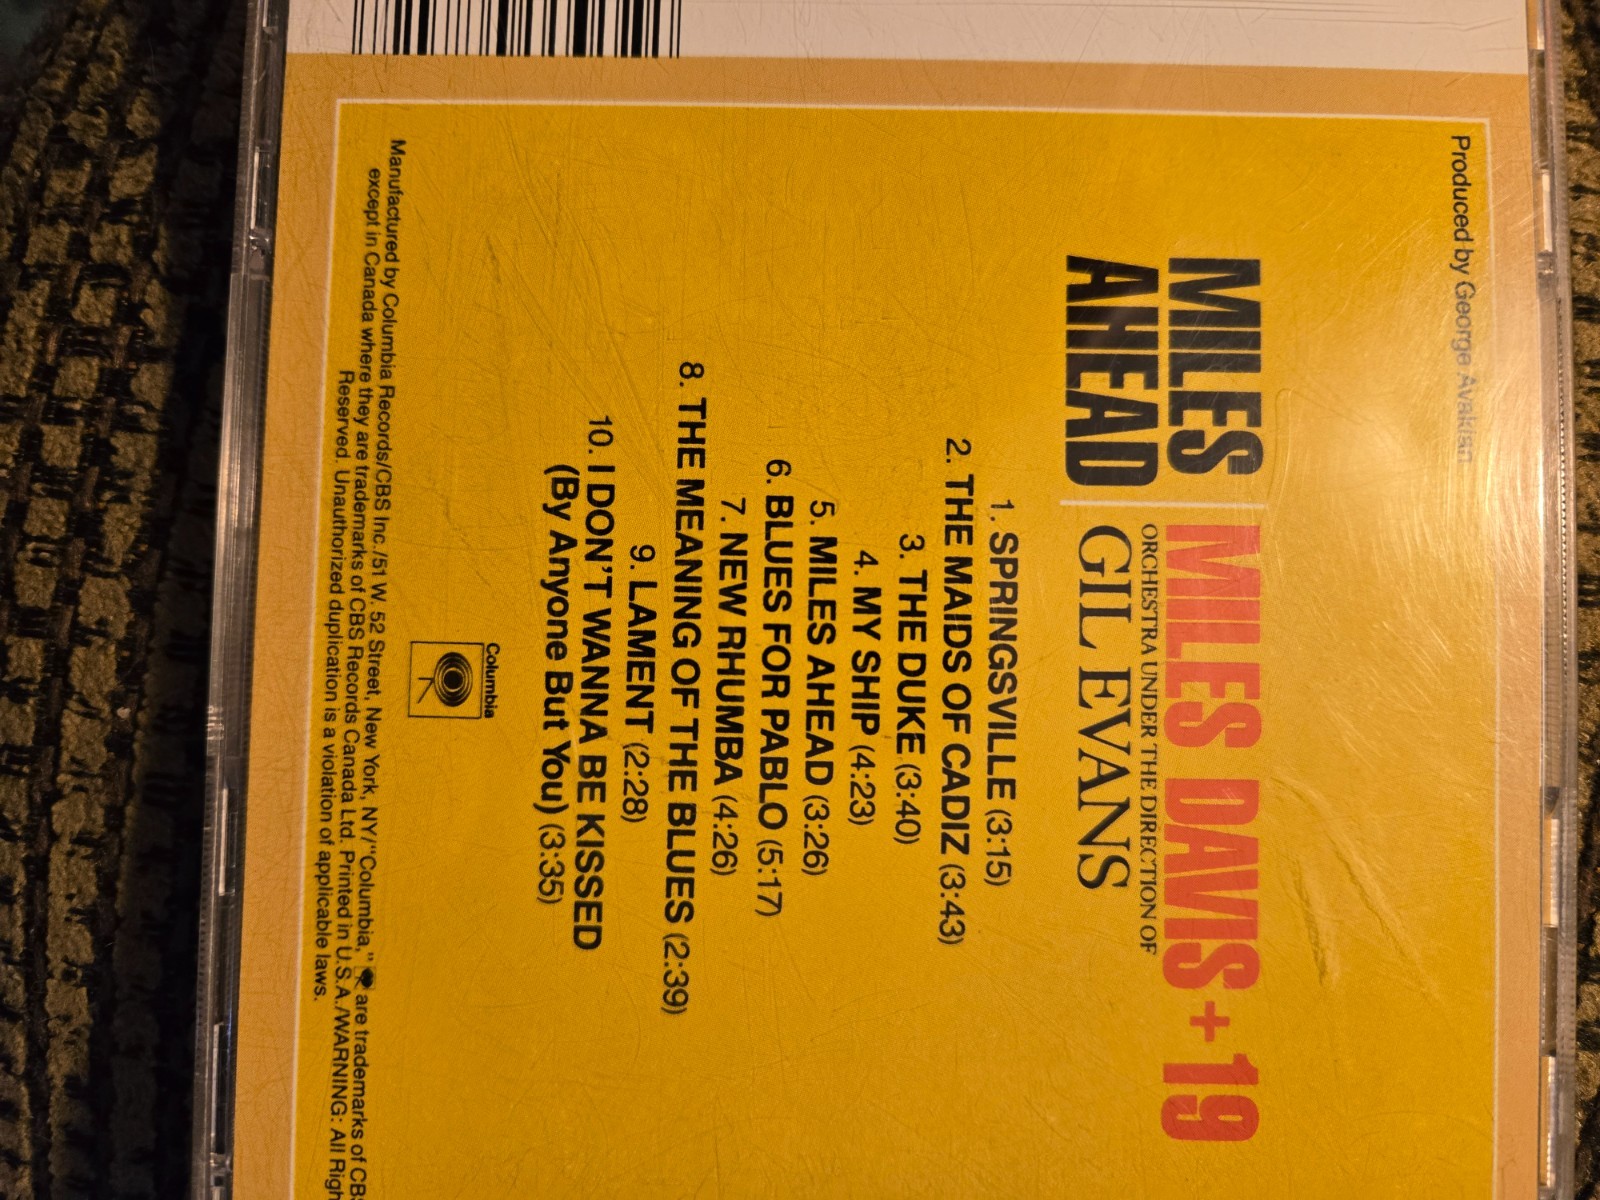 Produced by George Avakian
MILES AHEAD
MILES DAVIS + 19
ORCHESTRA UNDER THE DIRECTION OF
GIL EVANS
1. SPRINGSVILLE (3:15)
2. THE MAIDS OF CADIZ (3:43)
3. THE DUKE (3:40)
4. MY SHIP (4:23)
5. MILES AHEAD (3:26)
6. BLUES FOR PABLO (5:17)
7. NEW RHUMBA (4:26)
8. THE MEANING OF THE BLUES (2:39)
9. LAMENT (2:28)
10. I DON'T WANNA BE KISSED
(By Anyone But You) (3:35)
Columbia
Manufactured by Columbia Records/CBS Inc./51 W. 52 Street, New York, NY/"Columbia," are trademarks of CBS
except in Canada where they are trademarks of CBS Records Canada Ltd. Printed in U.S.A./WARNING: All Righ
Reserved. Unauthorized duplication is a violation of applicable laws.